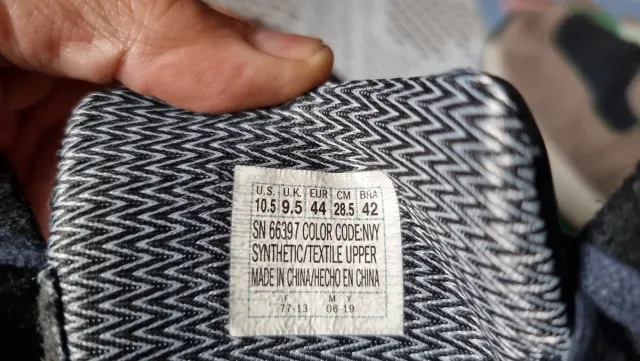 U.S. U.K. EUR CM BRA
10.5 9.5 44 28.5 42
SN 66397 COLOR CODE:NVY
SYNTHETIC/TEXTILE UPPER
MADE IN CHINA/HECHO EN CHINA
F M Y
77-13 06-19